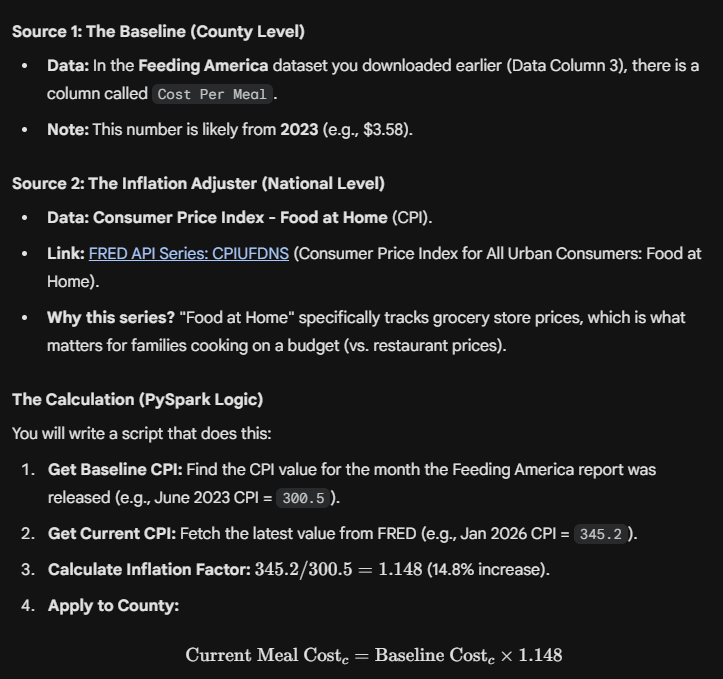 Source 1: The Baseline (County Level)
• Data: In the Feeding America dataset you downloaded earlier (Data Column 3), there is a
column called Cost Per Meal.
• Note: This number is likely from 2023 (e.g., $3.58).
Source 2: The Inflation Adjuster (National Level)
• Data: Consumer Price Index - Food at Home (CPI).
• Link: FRED API Series: CPIUFDNS (Consumer Price Index for All Urban Consumers: Food at
Home).
• Why this series? "Food at Home" specifically tracks grocery store prices, which is what
matters for families cooking on a budget (vs. restaurant prices).
The Calculation (PySpark Logic)
You will write a script that does this:
1. Get Baseline CPI: Find the CPI value for the month the Feeding America report was
released (e.g., June 2023 CPI = 300.5).
2. Get Current CPI: Fetch the latest value from FRED (e.g., Jan 2026 CPI = 345.2).
3. Calculate Inflation Factor: 345.2/300.5 = 1.148 (14.8% increase).
4. Apply to County:
Current Meal Cost_c = Baseline Cost_c × 1.148